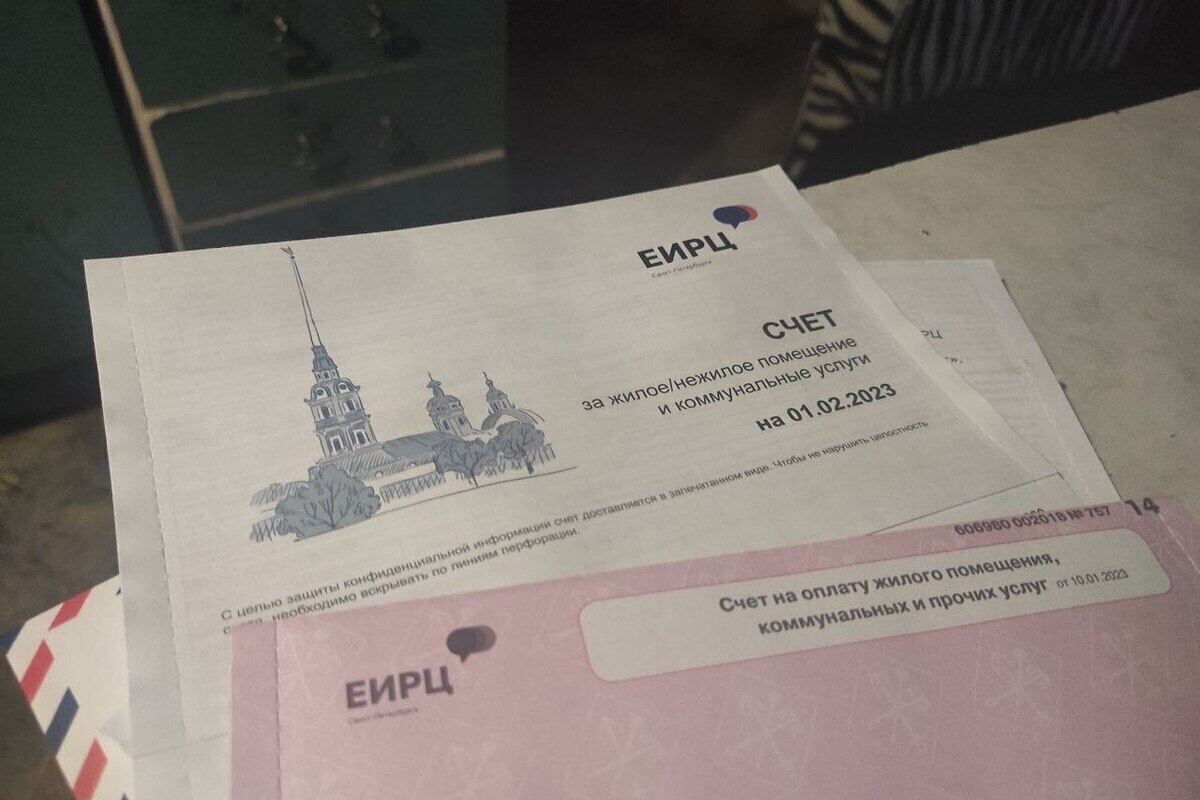 ЕИРЦ
Санкт-Петербурга
СЧЕТ
за жилое/нежилое помещение
и коммунальные услуги
на 01.02.2023
С целью защиты конфиденциальной информации счет доставляется в запечатанном виде. Чтобы не нарушить целостность
счета, необходимо вскрывать по линиям перфорации.
606980 002018 № 757
14
Счет на оплату жилого помещения,
коммунальных и прочих услуг от 10.01.2023
ЕИРЦ
Санкт-Петербурга